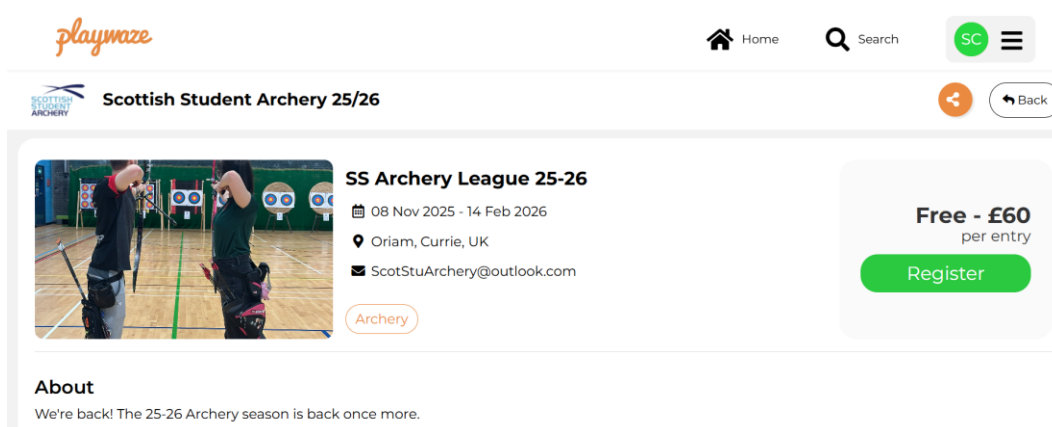 playwaze
Home
Search
SC
SCOTTISH
STUDENT
ARCHERY
Scottish Student Archery 25/26
Back
SS Archery League 25-26
08 Nov 2025 - 14 Feb 2026
Oriam, Currie, UK
ScotStuArchery@outlook.com
Archery
Free - £60
per entry
Register
About
We're back! The 25-26 Archery season is back once more.